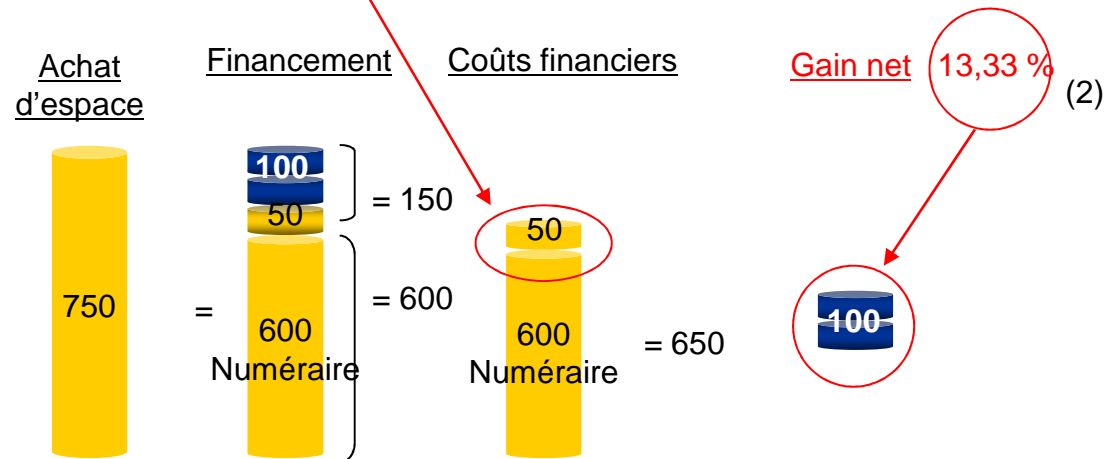 Achat
d'espace
Financement
Coûts financiers
Gain net
13,33 %
(2)
750
=
100
50
= 150
600
Numéraire
= 600
50
600
Numéraire
= 650
100